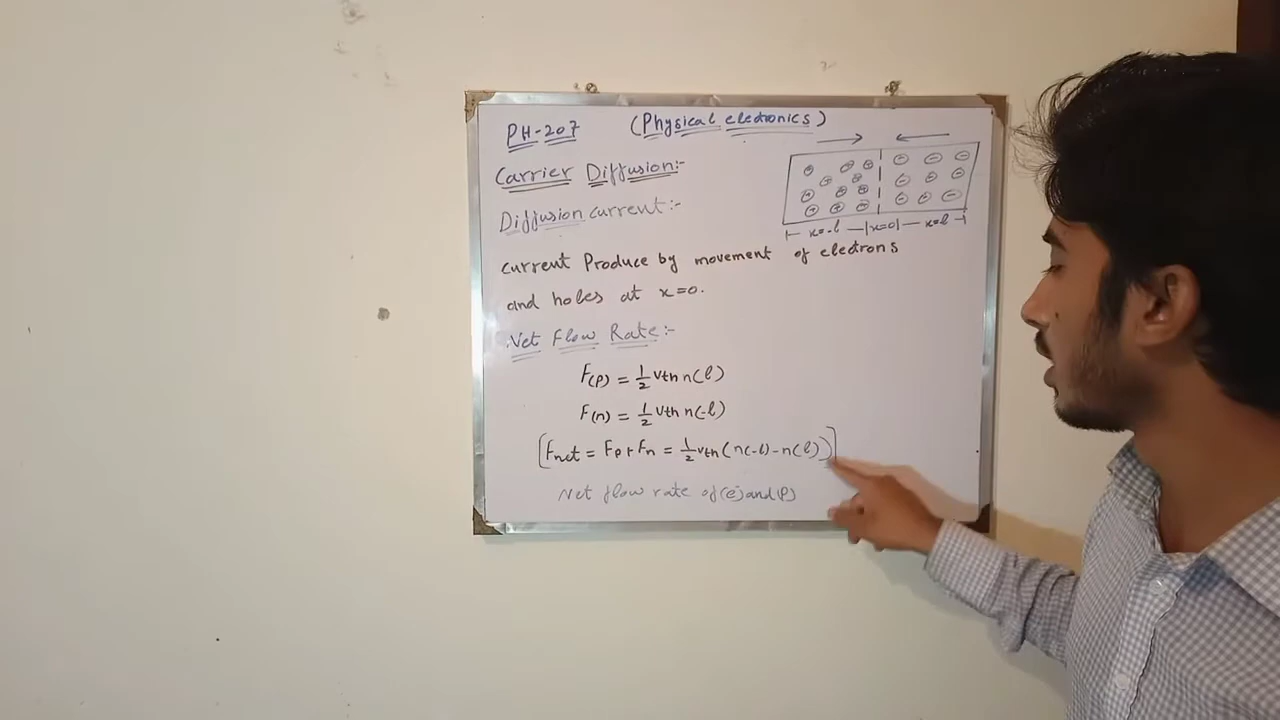 PH-207 (Physical electronics)
Carrier Diffusion:-
Diffusion current:-
x=-l x=0 x=l
current Produce by movement of electrons
and holes at x=0.
Net Flow Rate:-
F(P) = 1/2 vth n(l)
F(n) = 1/2 vth n(-l)
[Fnet = Fp + Fn = 1/2 vth (n(-l) - n(l))]
Net flow rate of (e⁻) and (P)